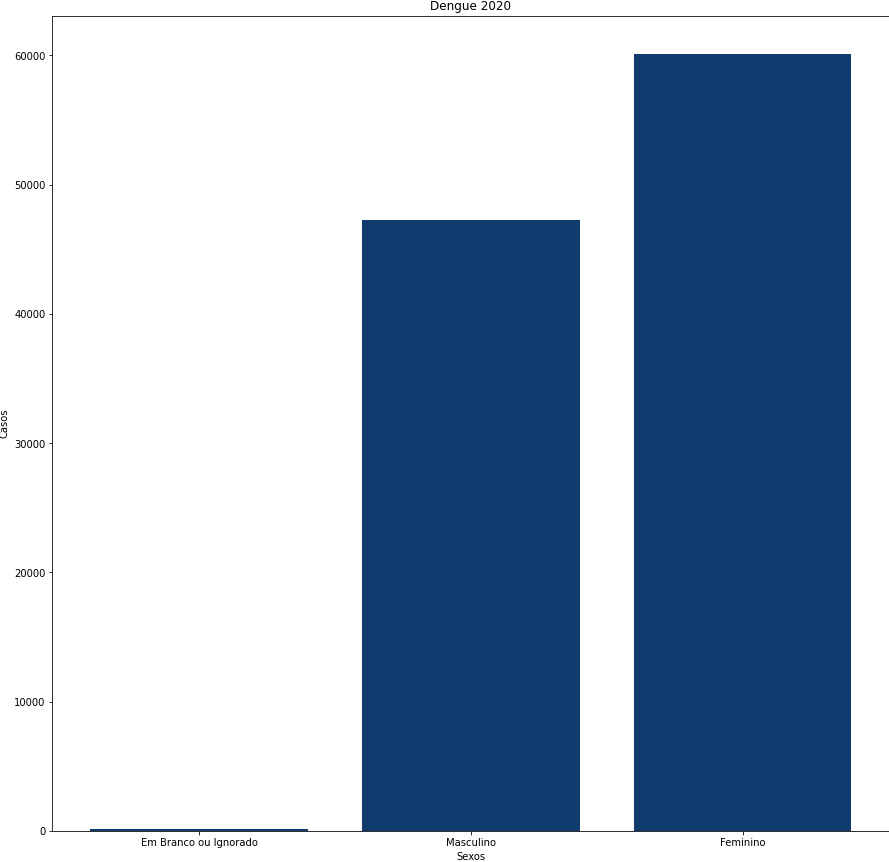 Dengue 2020
60000
50000
40000
30000
20000
10000
0
Casos
Em Branco ou Ignorado
Masculino
Feminino
Sexos